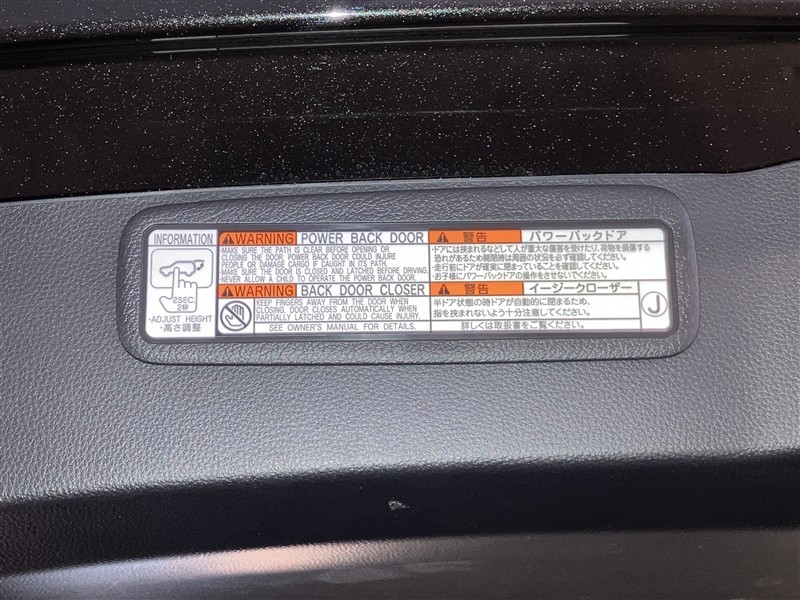 INFORMATION
2SEC.
2秒
・ADJUST HEIGHT
・高さ調整
WARNING POWER BACK DOOR
・MAKE SURE THE PATH IS CLEAR BEFORE OPENING OR
CLOSING THE DOOR. POWER BACK DOOR COULD INJURE
PEOPLE OR DAMAGE CARGO IF CAUGHT IN ITS PATH.
・MAKE SURE THE DOOR IS CLOSED AND LATCHED BEFORE DRIVING.
・NEVER ALLOW A CHILD TO OPERATE THE POWER BACK DOOR.
WARNING BACK DOOR CLOSER
KEEP FINGERS AWAY FROM THE DOOR WHEN
CLOSING. DOOR CLOSES AUTOMATICALLY WHEN
PARTIALLY LATCHED AND COULD CAUSE INJURY.
SEE OWNER'S MANUAL FOR DETAILS.
警告 パワーバックドア
・ドアには挟まれるなどして人が重大な傷害を受けたり、荷物を損傷する
恐れがあるため開閉時は周囲の状況を必ず確認してください。
・走行前にドアが確実に閉まっていることを確認してください。
・お子様にパワーバックドアの操作をさせないでください。
警告 イージークローザー
半ドア状態の時ドアが自動的に閉まるため、
指を挟まれないよう十分注意してください。
詳しくは取扱書をご覧ください。
J